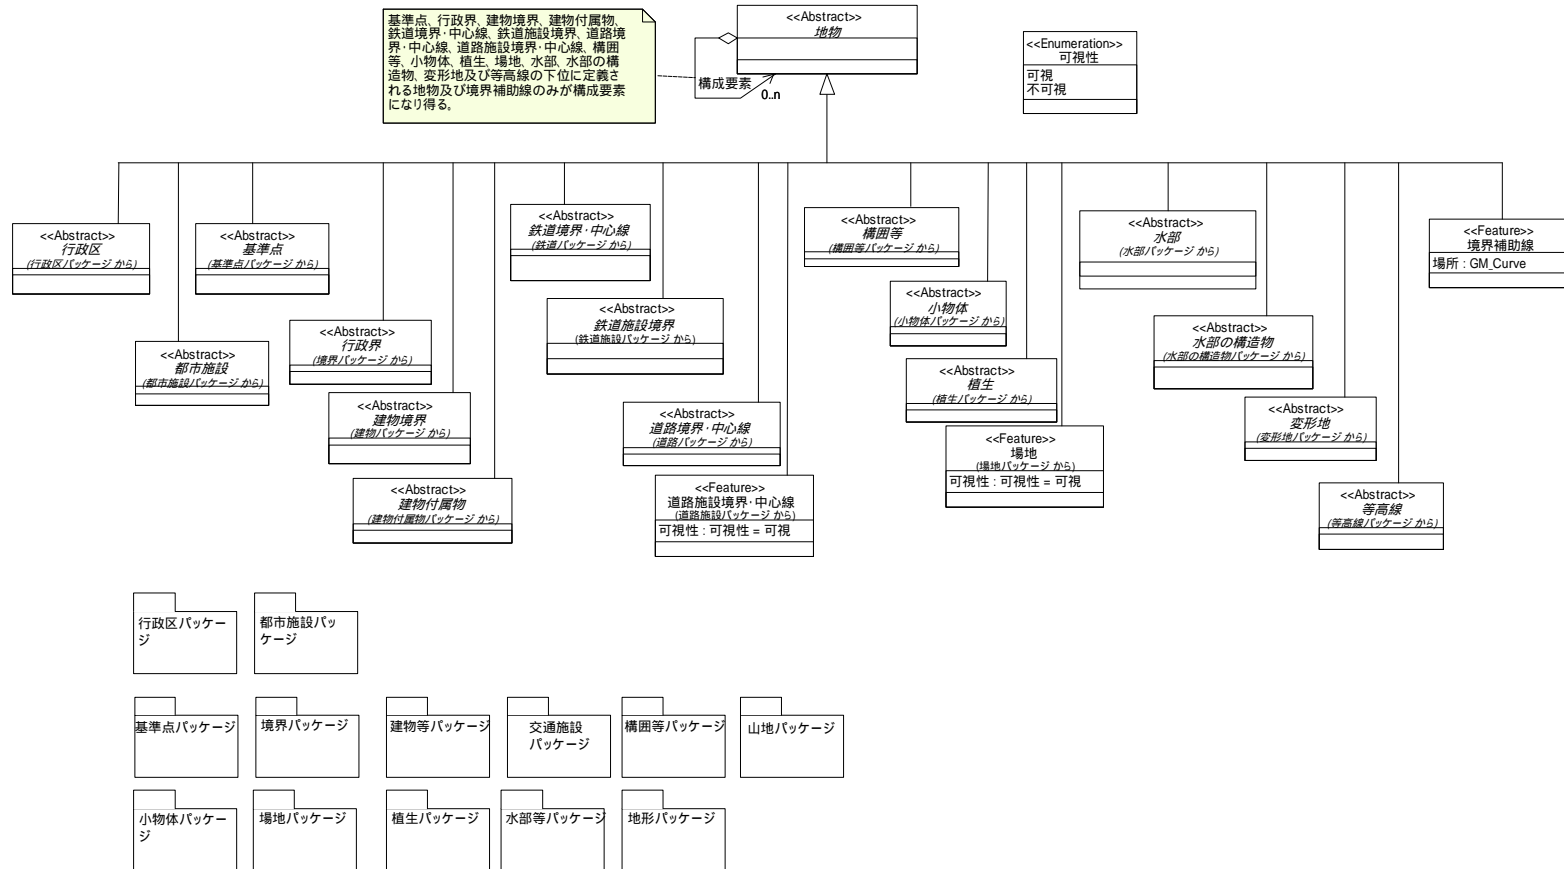 基準点、行政界、建物境界、建物付属物、
鉄道境界・中心線、鉄道施設境界、道路境
界・中心線、道路施設境界・中心線、構囲
等、小物体、植生、場地、水部、水部の構
造物、変形地及び等高線の下位に定義さ
れる地物及び境界補助線のみが構成要素
になり得る。
<<Abstract>>
地物
構成要素
0..n
<<Enumeration>>
可視性
可視
不可視
<<Abstract>>
行政区
(行政区パッケージ から)
<<Abstract>>
基準点
(基準点パッケージ から)
<<Abstract>>
鉄道境界・中心線
(鉄道パッケージ から)
<<Abstract>>
構囲等
(構囲等パッケージ から)
<<Abstract>>
水部
(水部パッケージ から)
<<Feature>>
境界補助線
場所 : GM_Curve
<<Abstract>>
都市施設
(都市施設パッケージ から)
<<Abstract>>
行政界
(境界パッケージ から)
<<Abstract>>
鉄道施設境界
(鉄道施設パッケージ から)
<<Abstract>>
小物体
(小物体パッケージ から)
<<Abstract>>
水部の構造物
(水部の構造物パッケージ から)
<<Abstract>>
建物境界
(建物パッケージ から)
<<Abstract>>
道路境界・中心線
(道路パッケージ から)
<<Abstract>>
植生
(植生パッケージ から)
<<Abstract>>
変形地
(変形地パッケージ から)
<<Abstract>>
建物付属物
(建物付属物パッケージ から)
<<Feature>>
道路施設境界・中心線
(道路施設パッケージ から)
可視性 : 可視性 = 可視
<<Feature>>
場地
(場地パッケージ から)
可視性 : 可視性 = 可視
<<Abstract>>
等高線
(等高線パッケージ から)
行政区パッケー
ジ
都市施設パッ
ケージ
基準点パッケージ
境界パッケージ
建物等パッケージ
交通施設
パッケージ
構囲等パッケージ
山地パッケージ
小物体パッケー
ジ
場地パッケージ
植生パッケージ
水部等パッケージ
地形パッケージ